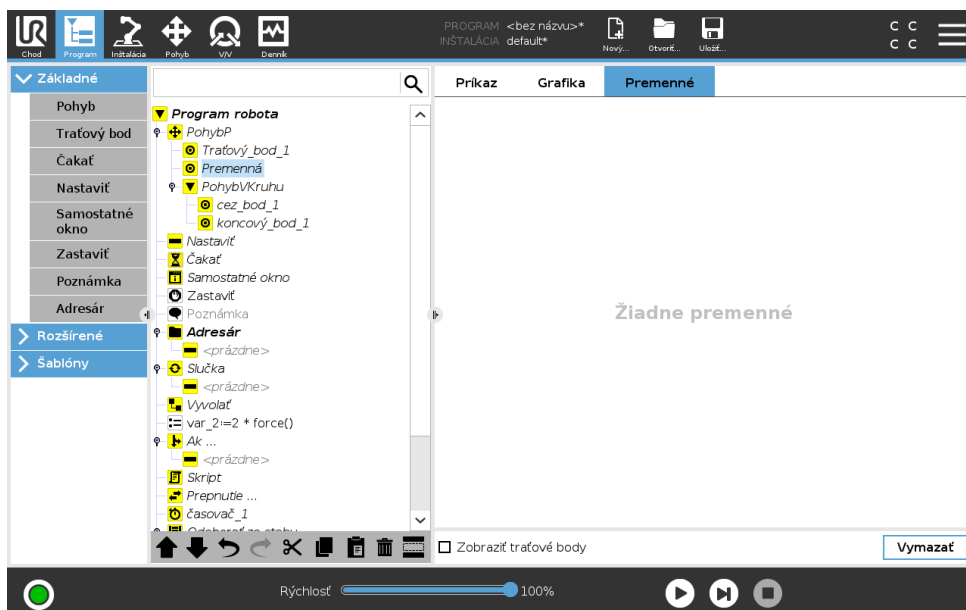 PROGRAM <bez názvu>*
INŠTALÁCIA default*
Chod
Program
Inštalácia
Pohyb
V/V
Denník
Nový...
Otvoriť...
Uložiť...
C C
C C
Základné
Pohyb
Traťový bod
Čakať
Nastaviť
Samostatné
okno
Zastaviť
Poznámka
Adresár
Rozšírené
Šablóny
Program robota
PohybP
Traťový_bod_1
Premenná
PohybVKruhu
cez_bod_1
koncový_bod_1
Nastaviť
Čakať
Samostatné okno
Zastaviť
Poznámka
Adresár
<prázdne>
Slučka
<prázdne>
Vyvolať
var_2≔2 * force()
Ak ...
<prázdne>
Skript
Prepnutie ...
časovač_1
Príkaz
Grafika
Premenné
Žiadne premenné
Zobraziť traťové body
Vymazať
Rýchlosť
100%